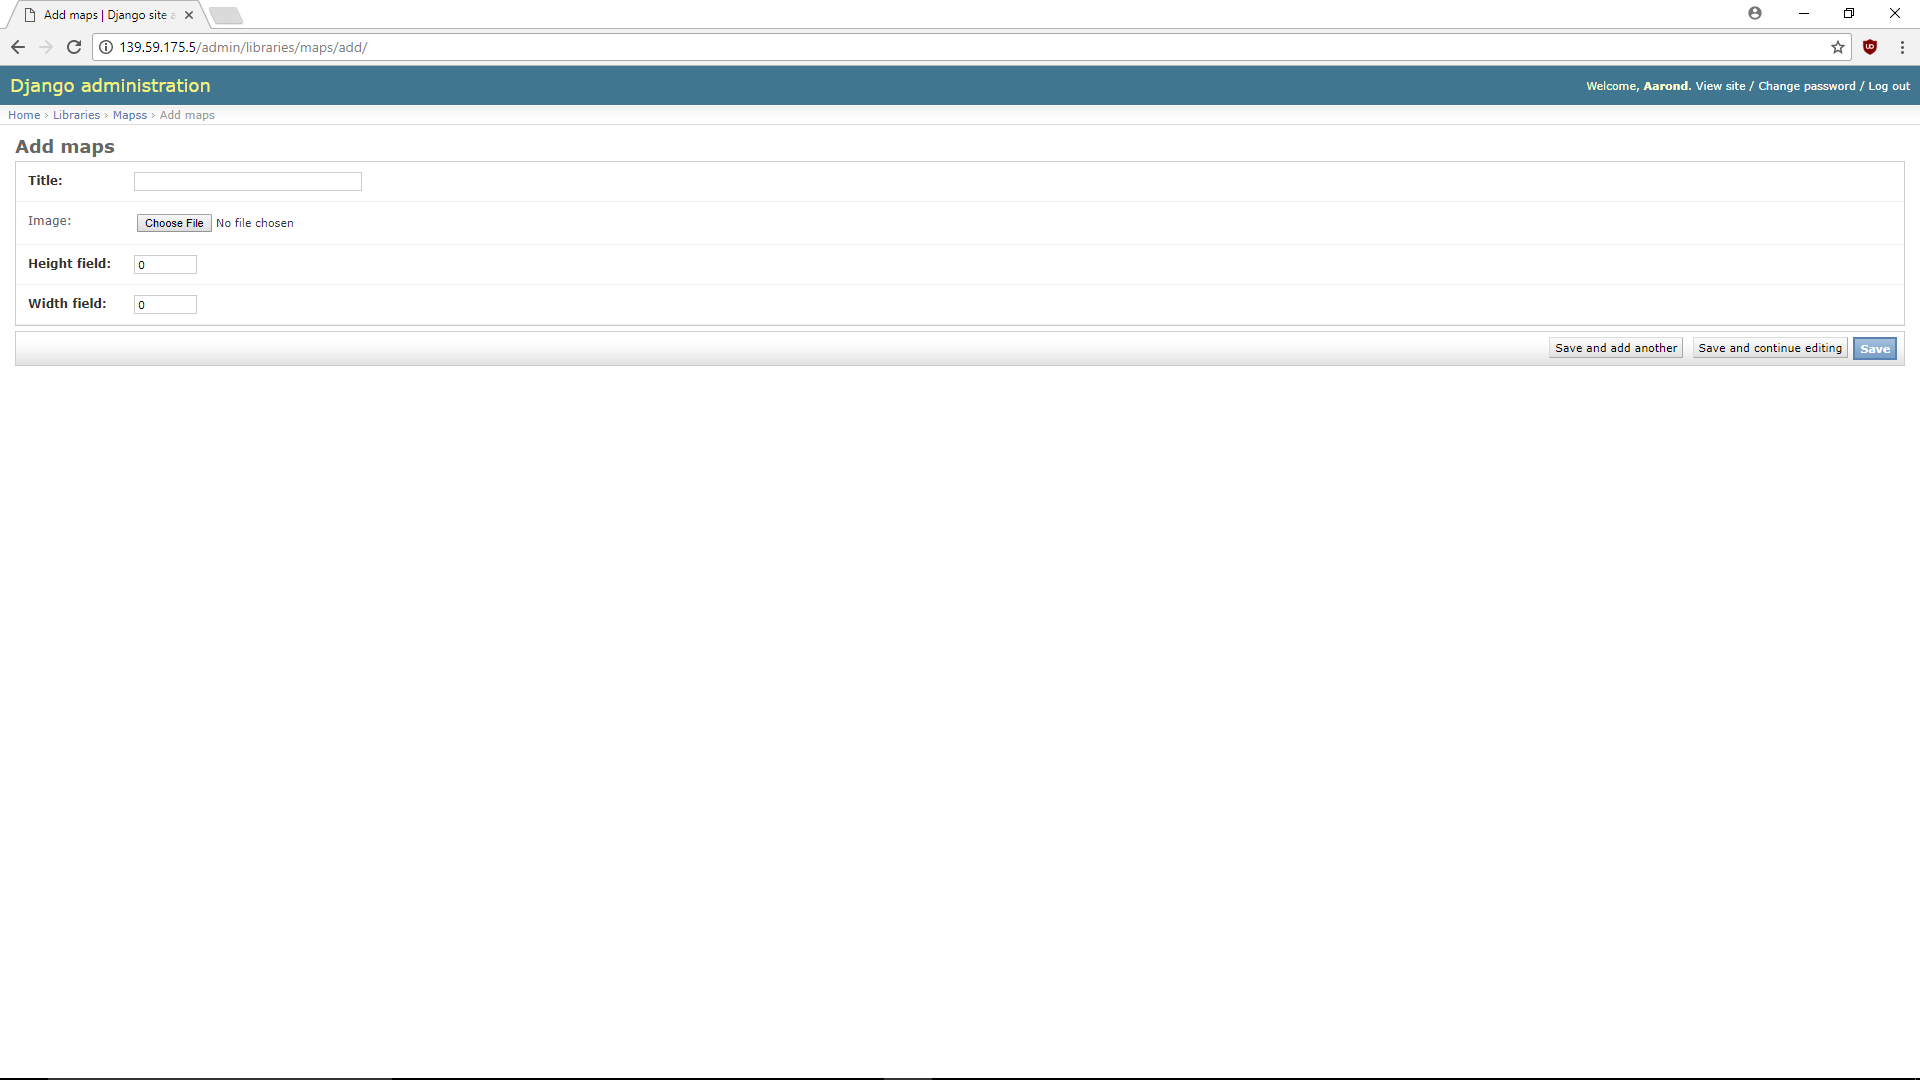 Add maps | Django site a
139.59.175.5/admin/libraries/maps/add/
Django administration
Welcome, Aarond. View site / Change password / Log out
Home › Libraries › Mapss › Add maps
Add maps
Title:
Image: Choose File No file chosen
Height field: 0
Width field: 0
Save and add another Save and continue editing Save